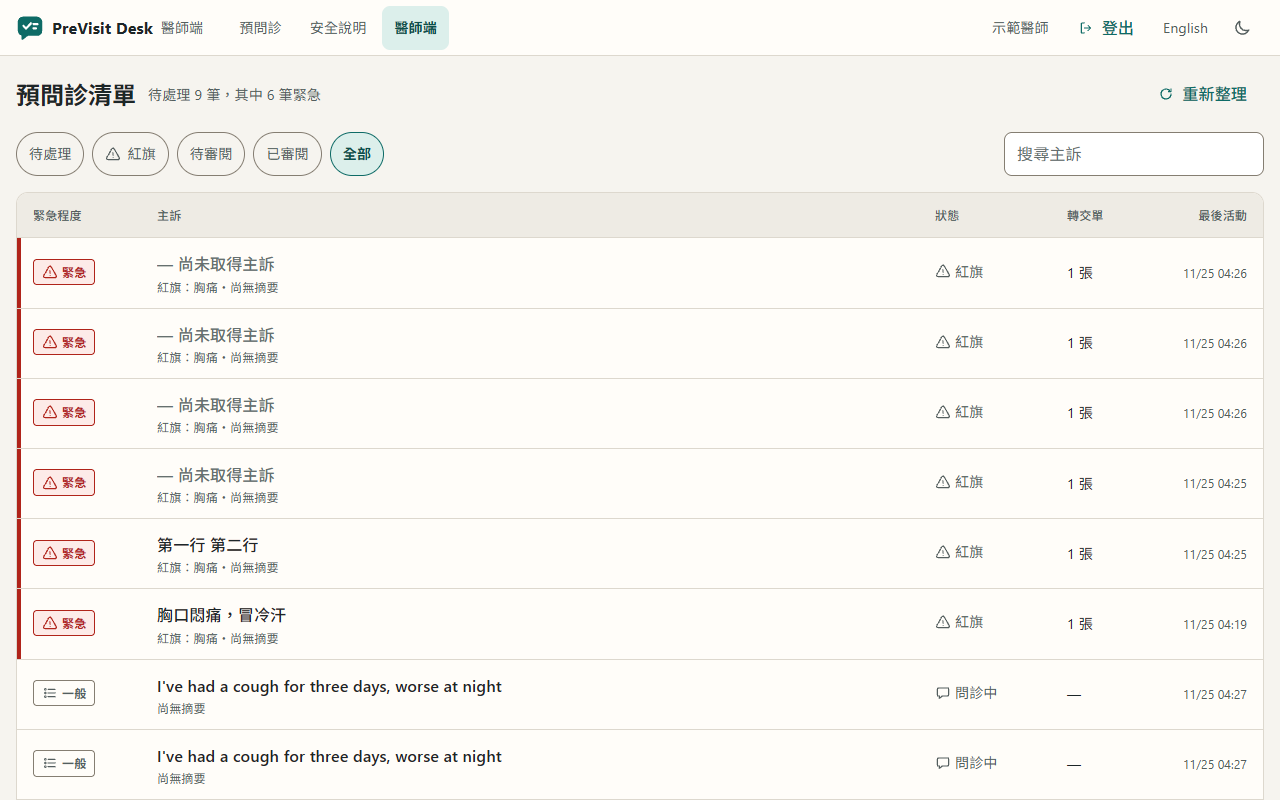 PreVisit Desk 醫師端 預問診 安全說明 醫師端 示範醫師 登出 English
預問診清單 待處理 9 筆，其中 6 筆緊急 重新整理
待處理 紅旗 待審閱 已審閱 全部 搜尋主訴
緊急程度 主訴 狀態 轉交單 最後活動
緊急 — 尚未取得主訴 紅旗 1 張 11/25 04:26
紅旗：胸痛・尚無摘要
緊急 — 尚未取得主訴 紅旗 1 張 11/25 04:26
紅旗：胸痛・尚無摘要
緊急 — 尚未取得主訴 紅旗 1 張 11/25 04:26
紅旗：胸痛・尚無摘要
緊急 — 尚未取得主訴 紅旗 1 張 11/25 04:25
紅旗：胸痛・尚無摘要
緊急 第一行 第二行 紅旗 1 張 11/25 04:25
紅旗：胸痛・尚無摘要
緊急 胸口悶痛，冒冷汗 紅旗 1 張 11/25 04:19
紅旗：胸痛・尚無摘要
一般 I've had a cough for three days, worse at night 問診中 — 11/25 04:27
尚無摘要
一般 I've had a cough for three days, worse at night 問診中 — 11/25 04:27
尚無摘要